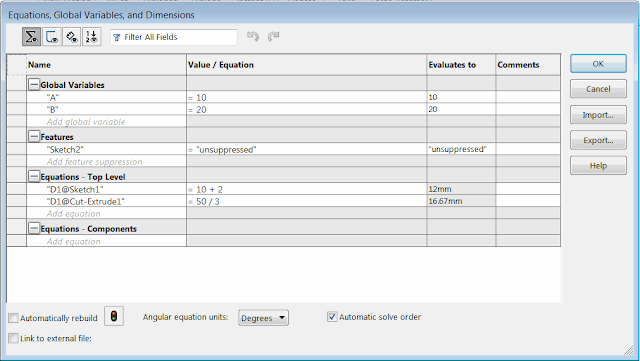 Equations, Global Variables, and Dimensions
Filter All Fields
Name Value / Equation Evaluates to Comments
Global Variables
"A" = 10 10
"B" = 20 20
Add global variable
Features
"Sketch2" = "unsuppressed" "unsuppressed"
Add feature suppression
Equations - Top Level
"D1@Sketch1" = 10 + 2 12mm
"D1@Cut-Extrude1" = 50 / 3 16.67mm
Add equation
Equations - Components
Add equation
OK
Cancel
Import...
Export...
Help
Automatically rebuild Angular equation units: Degrees Automatic solve order
Link to external file: